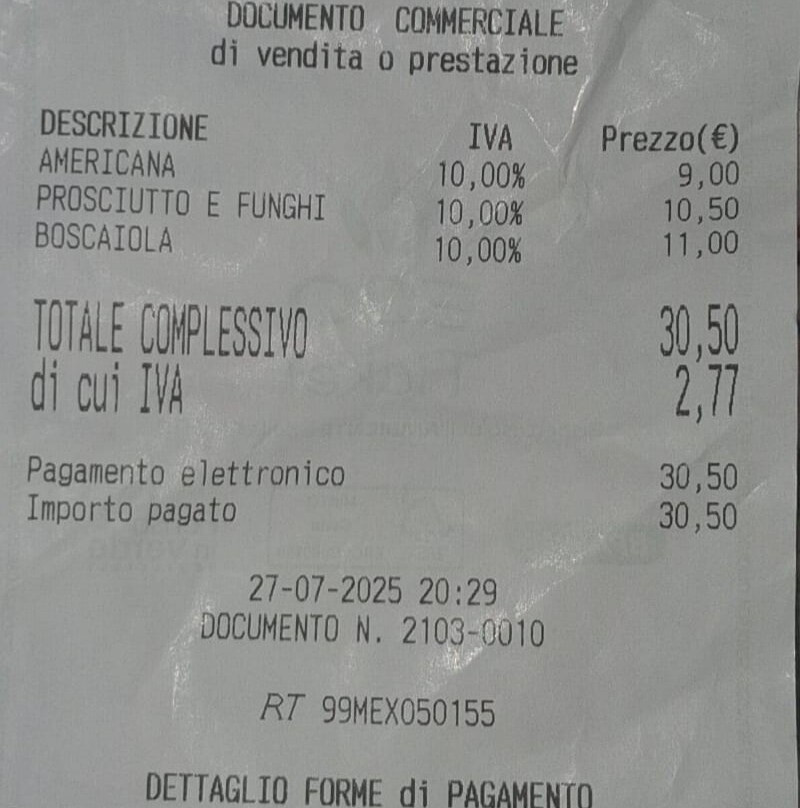 DOCUMENTO COMMERCIALE
di vendita o prestazione
DESCRIZIONE IVA Prezzo(€)
AMERICANA 10,00% 9,00
PROSCIUTTO E FUNGHI 10,00% 10,50
BOSCAIOLA 10,00% 11,00
TOTALE COMPLESSIVO 30,50
di cui IVA 2,77
Pagamento elettronico 30,50
Importo pagato 30,50
27-07-2025 20:29
DOCUMENTO N. 2103-0010
RT 99MEX050155
DETTAGLIO FORME di PAGAMENTO